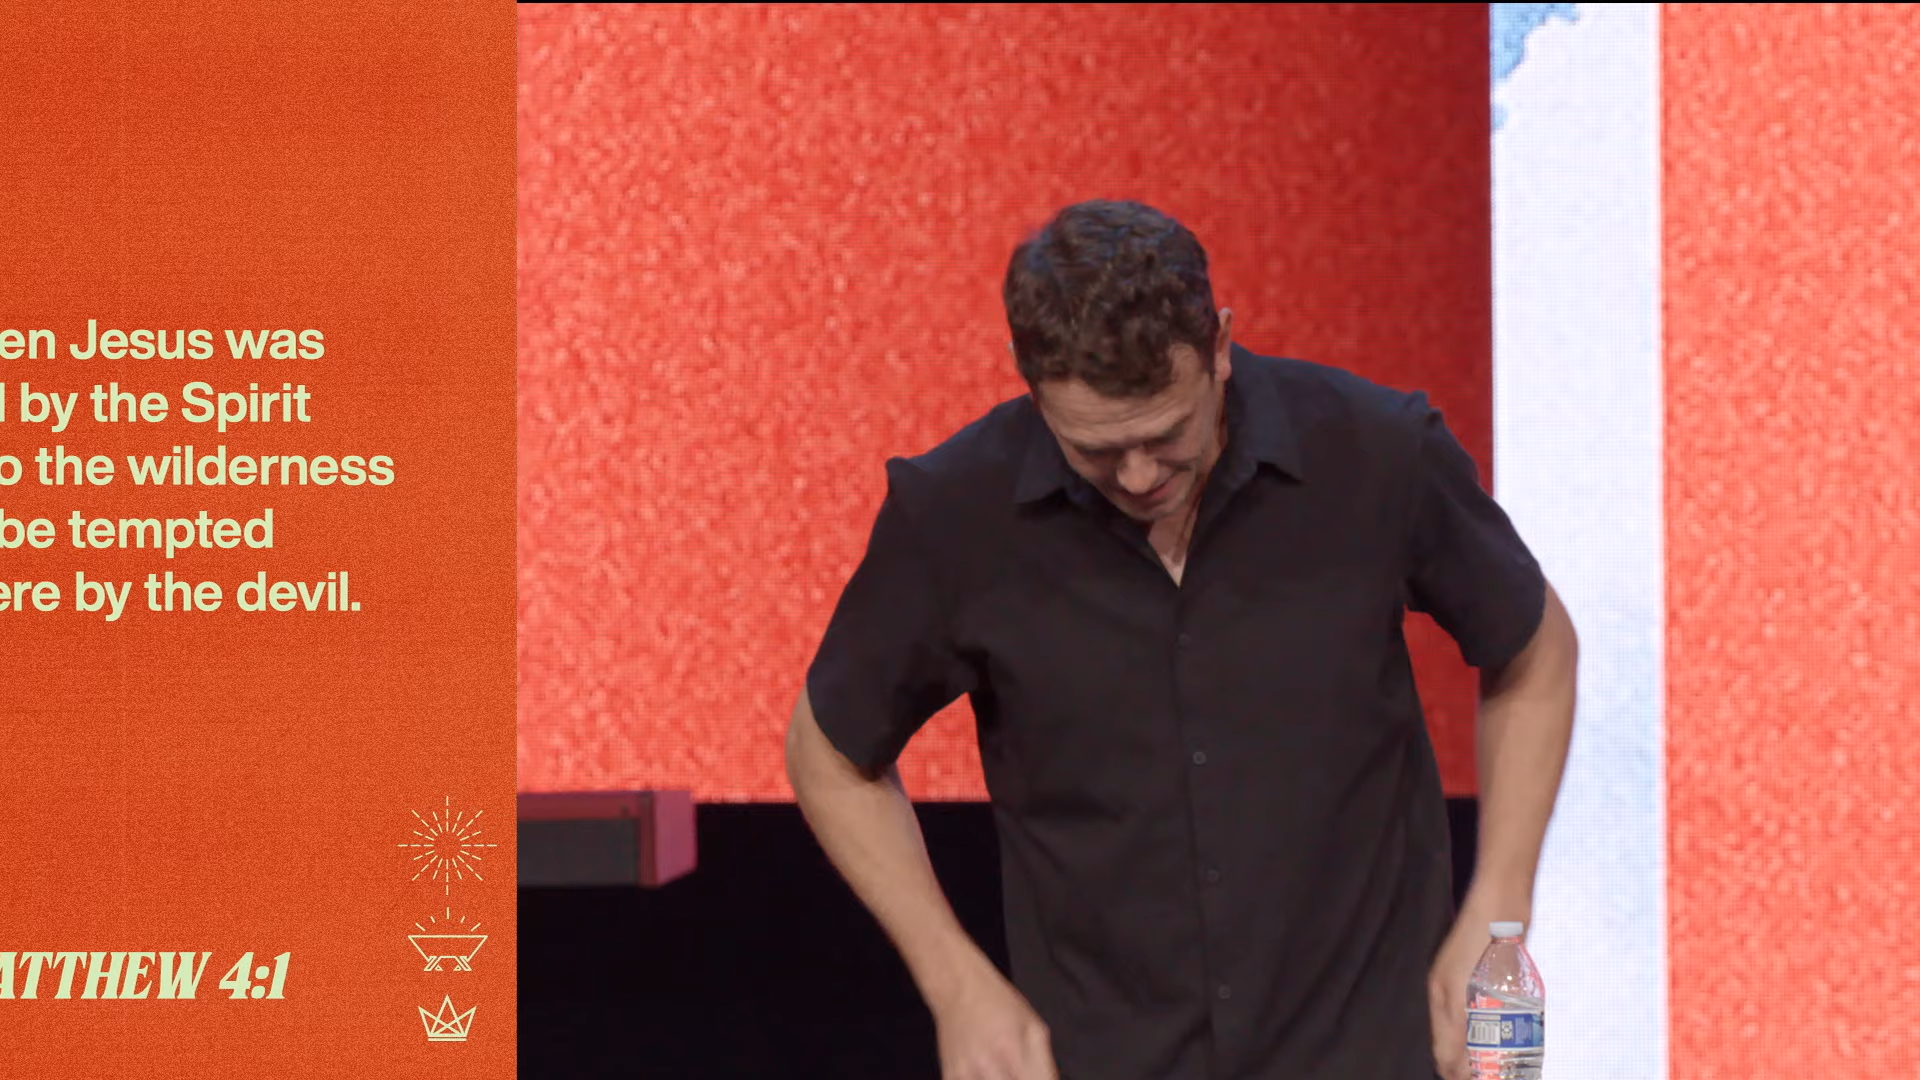 en Jesus was
by the Spirit
o the wilderness
be tempted
ere by the devil.
ATTHEW 4:1